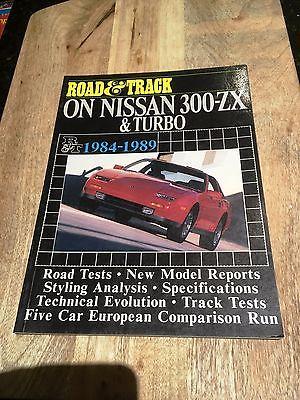 ROAD & TRACK
ON NISSAN 300-ZX
& TURBO
R&T 1984-1989
Road Tests • New Model Reports
Styling Analysis • Specifications
Technical Evolution • Track Tests
Five Car European Comparison Run